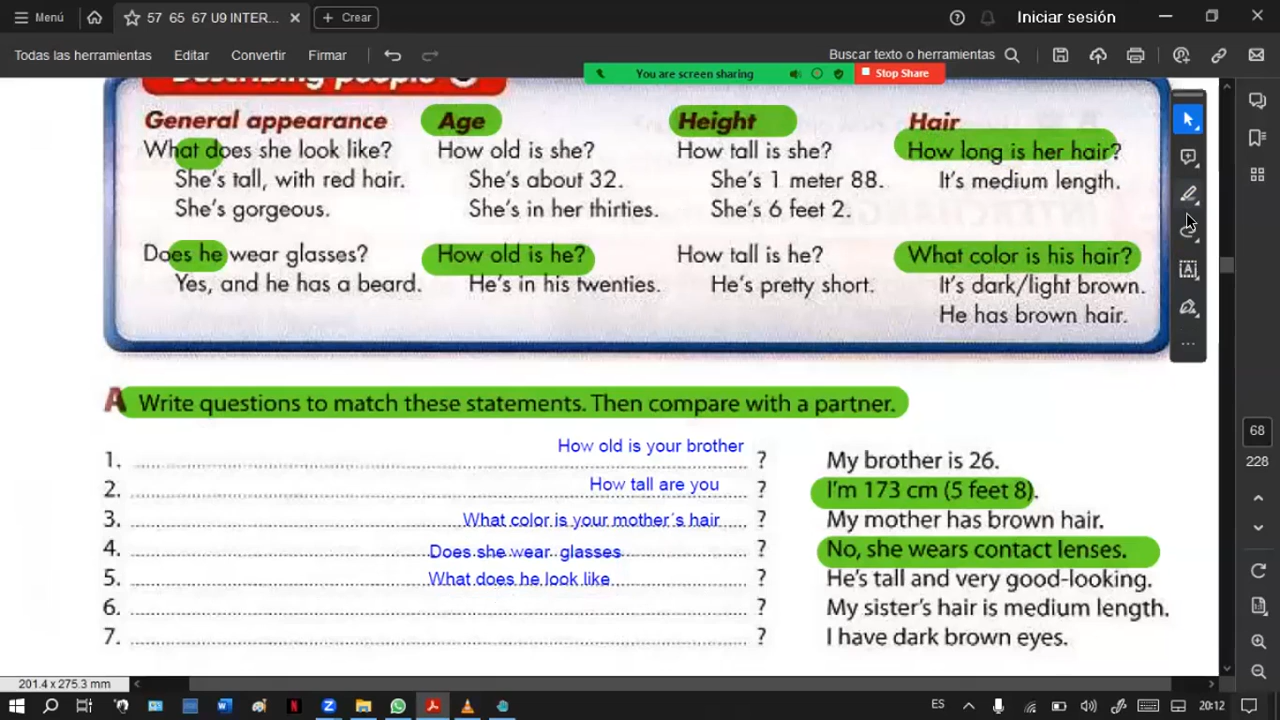 Menú
57 65 67 U9 INTER...
Crear
Iniciar sesión
Todas las herramientas
Editar
Convertir
Firmar
Buscar texto o herramientas
You are screen sharing
Stop Share
Describing people
General appearance
What does she look like?
She's tall, with red hair.
She's gorgeous.
Does he wear glasses?
Yes, and he has a beard.
Age
How old is she?
She's about 32.
She's in her thirties.
How old is he?
He's in his twenties.
Height
How tall is she?
She's 1 meter 88.
She's 6 feet 2.
How tall is he?
He's pretty short.
Hair
How long is her hair?
It's medium length.
What color is his hair?
It's dark/light brown.
He has brown hair.
A Write questions to match these statements. Then compare with a partner.
1. How old is your brother ? My brother is 26.
2. How tall are you ? I'm 173 cm (5 feet 8).
3. What color is your mother´s hair ? My mother has brown hair.
4. Does she wear glasses ? No, she wears contact lenses.
5. What does he look like ? He's tall and very good-looking.
6. ? My sister's hair is medium length.
7. ? I have dark brown eyes.
68
228
201.4 x 275.3 mm
ES
20:12